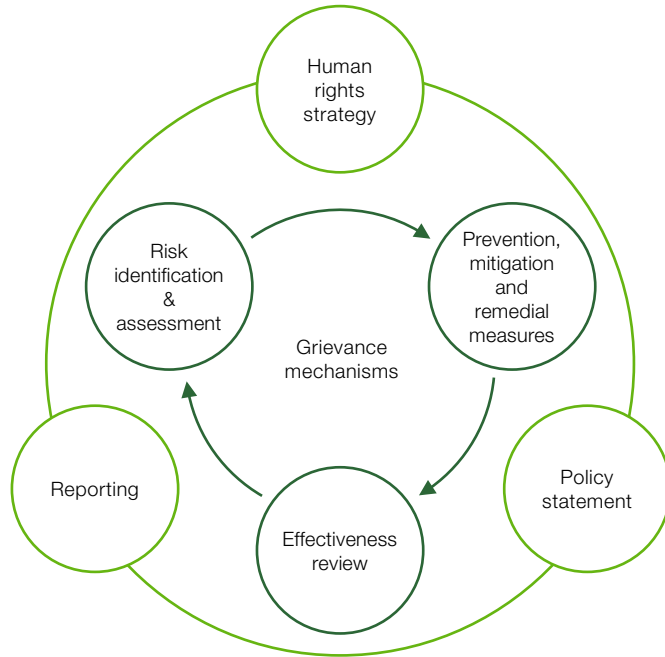 Human
rights
strategy
Risk
identification
&
assessment
Prevention,
mitigation
and
remedial
measures
Grievance
mechanisms
Reporting
Policy
statement
Effectiveness
review